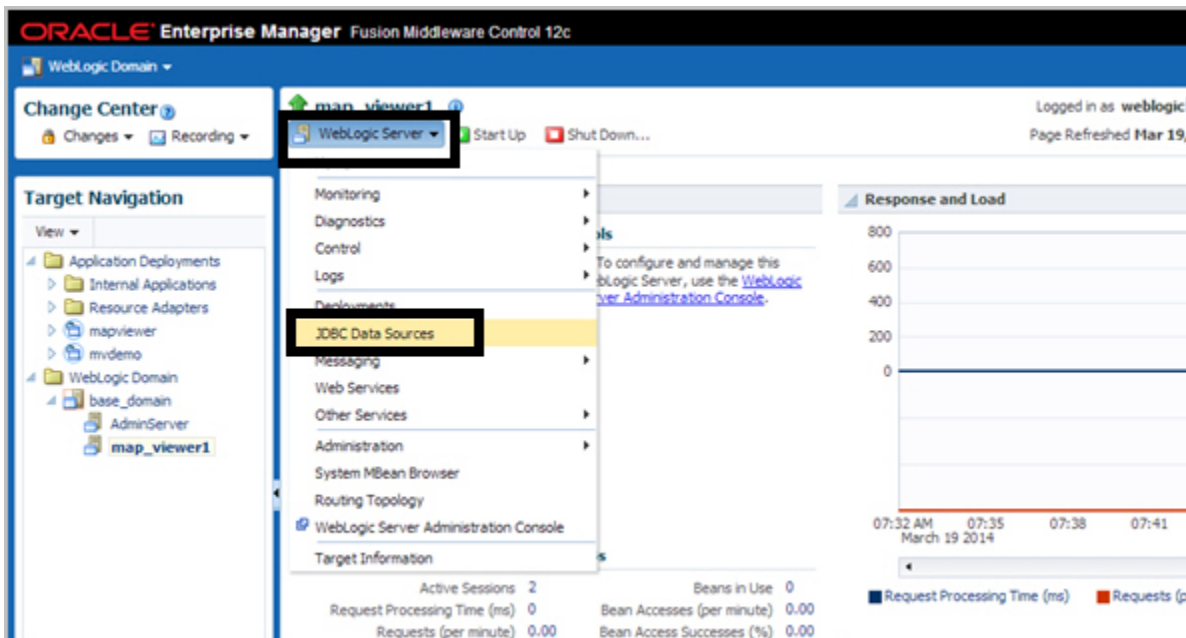 ORACLE Enterprise Manager Fusion Middleware Control 12c
WebLogic Domain
Change Center
Changes Recording
map_viewer1
WebLogic Server Start Up Shut Down...
Logged in as weblogic
Page Refreshed Mar 19,
Target Navigation
View
Application Deployments
Internal Applications
Resource Adapters
mapviewer
mvdemo
WebLogic Domain
base_domain
AdminServer
map_viewer1
Monitoring
Diagnostics
Control
Logs
Deployments
JDBC Data Sources
Messaging
Web Services
Other Services
Administration
System MBean Browser
Routing Topology
WebLogic Server Administration Console
Target Information
To configure and manage this
use the WebLogic
Administration Console.
Active Sessions 2
Request Processing Time (ms) 0
Requests (per minute) 0.00
Beans in Use 0
Bean Accesses (per minute) 0.00
Bean Access Successes (%) 0.00
Response and Load
800
600
400
200
0
07:32 AM 07:35 07:38 07:41
March 19 2014
Request Processing Time (ms) Requests (p